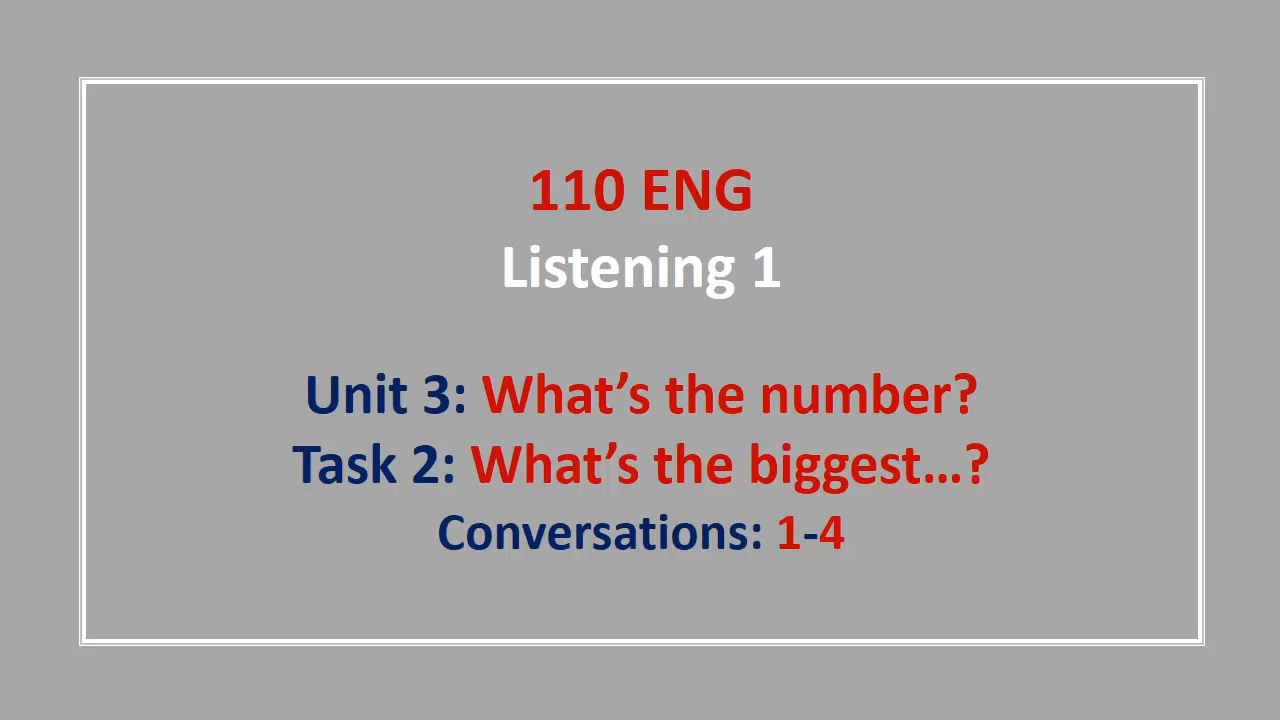 110 ENG
Listening 1
Unit 3: What’s the number?
Task 2: What’s the biggest…?
Conversations: 1-4